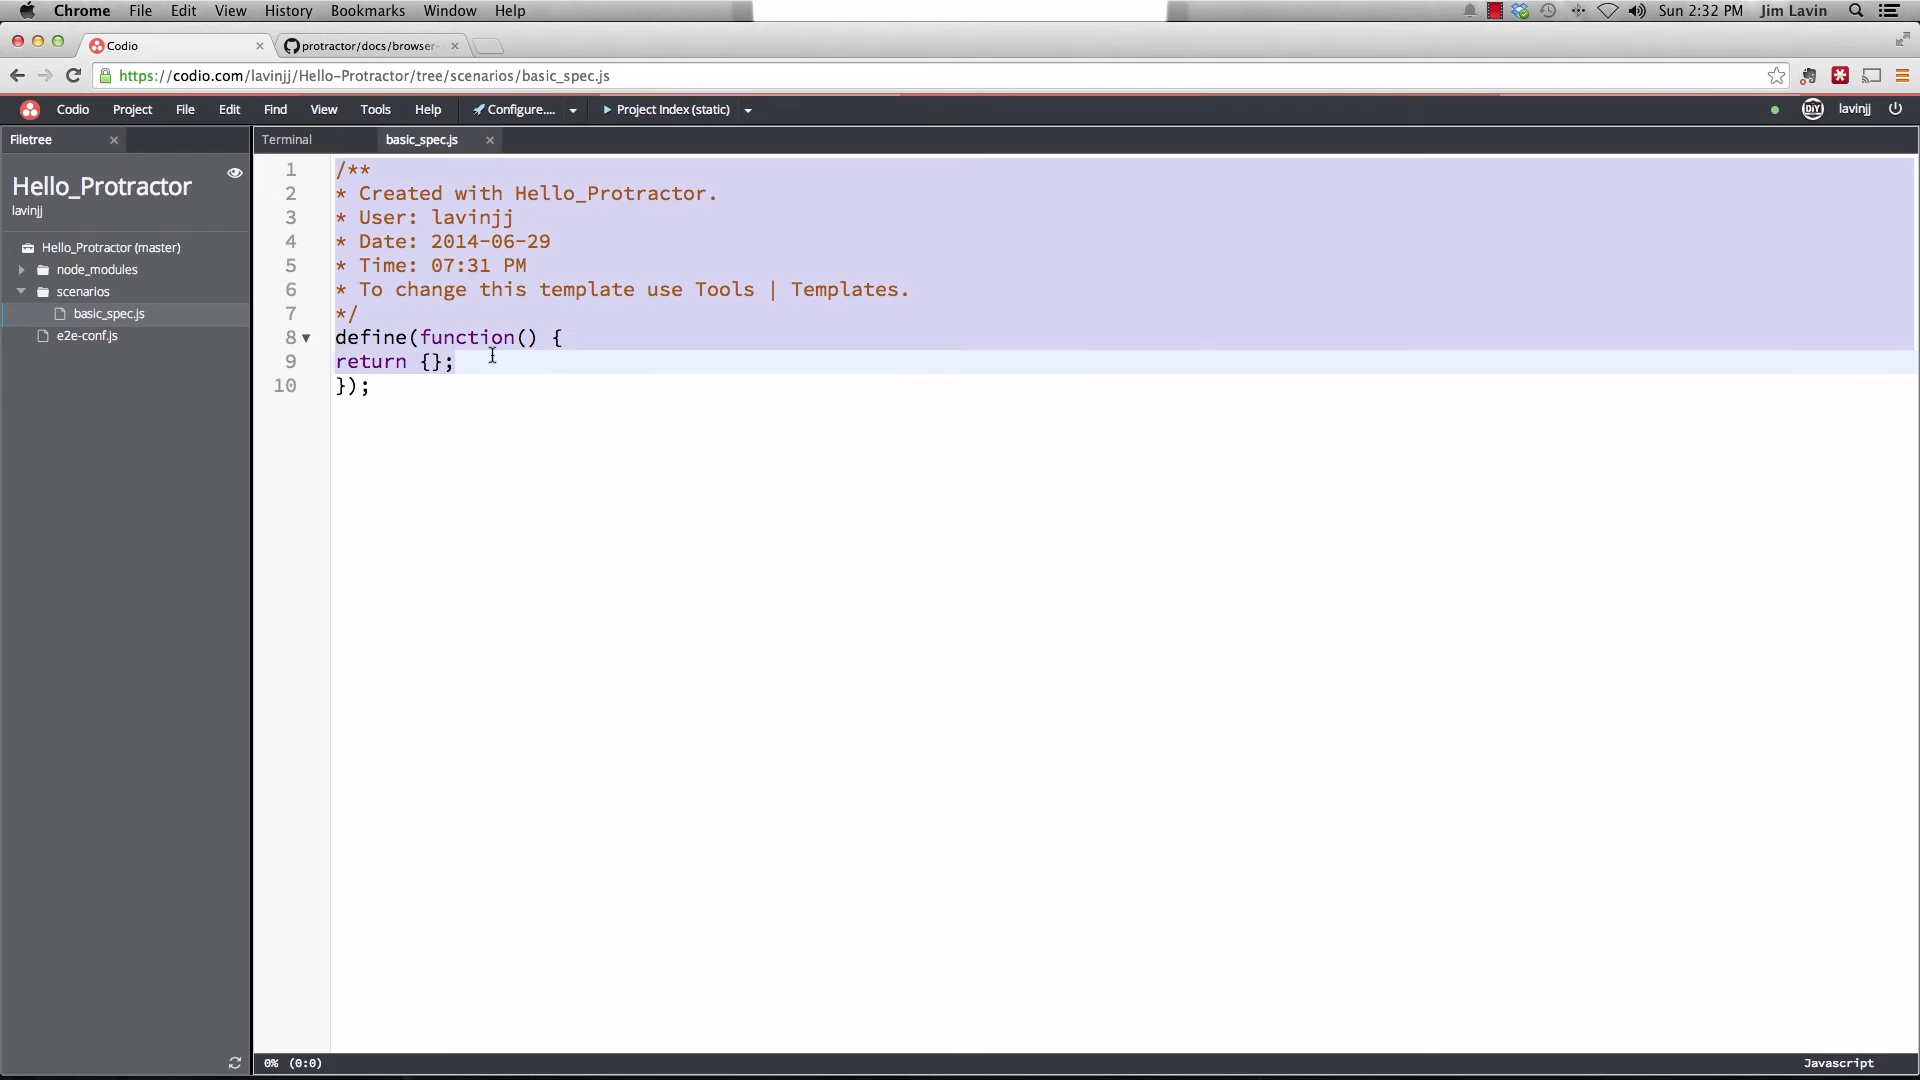 Chrome File Edit View History Bookmarks Window Help Sun 2:32 PM Jim Lavin
Codio protractor/docs/browser-
https://codio.com/lavinjj/Hello-Protractor/tree/scenarios/basic_spec.js
Codio Project File Edit Find View Tools Help Configure.... Project Index (static) DIY lavinjj
Filetree Terminal basic_spec.js
Hello_Protractor
lavinjj
Hello_Protractor (master)
node_modules
scenarios
basic_spec.js
e2e-conf.js
1 /**
2 * Created with Hello_Protractor.
3 * User: lavinjj
4 * Date: 2014-06-29
5 * Time: 07:31 PM
6 * To change this template use Tools | Templates.
7 */
8 define(function() {
9 return {};
10 });
0% (0:0) Javascript